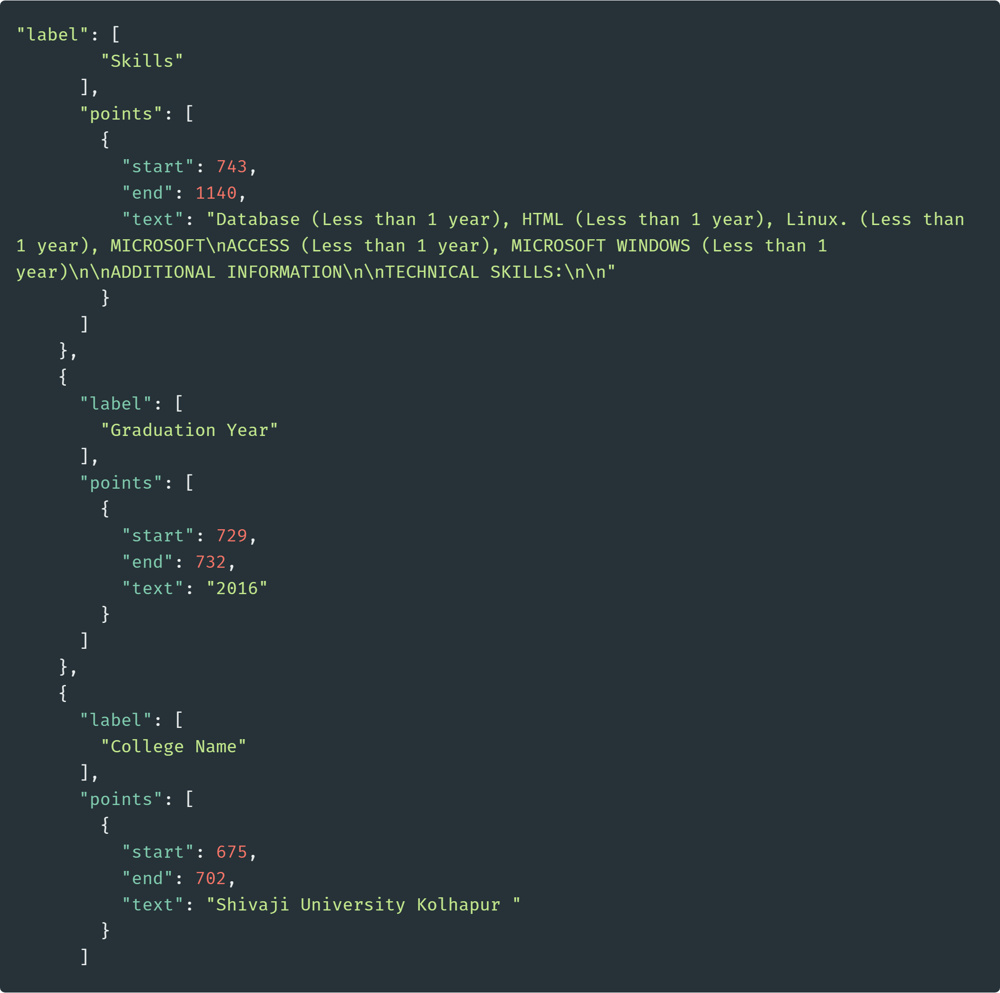 "label": [
        "Skills"
      ],
      "points": [
        {
          "start": 743,
          "end": 1140,
          "text": "Database (Less than 1 year), HTML (Less than 1 year), Linux. (Less than
1 year), MICROSOFT\nACCESS (Less than 1 year), MICROSOFT WINDOWS (Less than 1
year)\n\nADDITIONAL INFORMATION\n\nTECHNICAL SKILLS:\n\n"
        }
      ]
    },
    {
      "label": [
        "Graduation Year"
      ],
      "points": [
        {
          "start": 729,
          "end": 732,
          "text": "2016"
        }
      ]
    },
    {
      "label": [
        "College Name"
      ],
      "points": [
        {
          "start": 675,
          "end": 702,
          "text": "Shivaji University Kolhapur "
        }
      ]